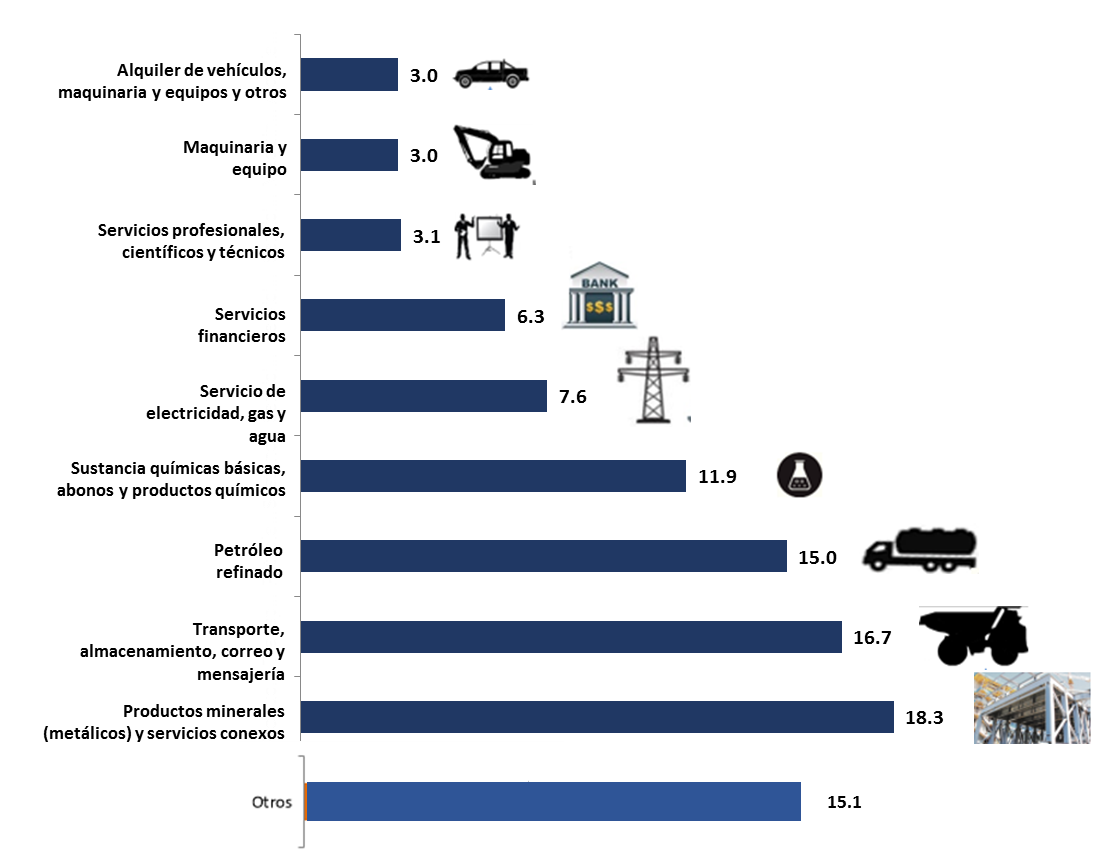 Alquiler de vehículos,
maquinaria y equipos y otros
3.0
Maquinaria y
equipo
3.0
Servicios profesionales,
científicos y técnicos
3.1
Servicios
financieros
6.3
BANK
$$$
Servicio de
electricidad, gas y
agua
7.6
Sustancia químicas básicas,
abonos y productos químicos
11.9
Petróleo
refinado
15.0
Transporte,
almacenamiento, correo y
mensajería
16.7
Productos minerales
(metálicos) y servicios conexos
18.3
Otros
15.1